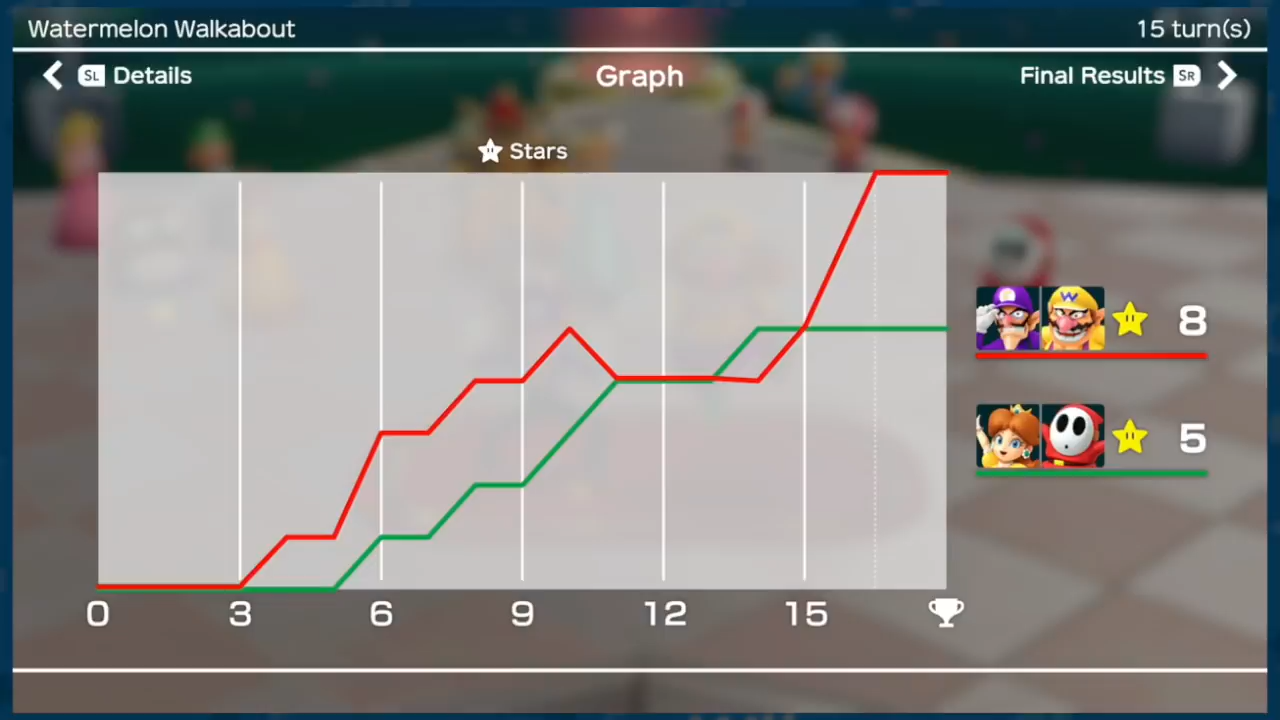 Watermelon Walkabout 15 turn(s)
SL Details Graph Final Results SR
Stars
8
5
0 3 6 9 12 15